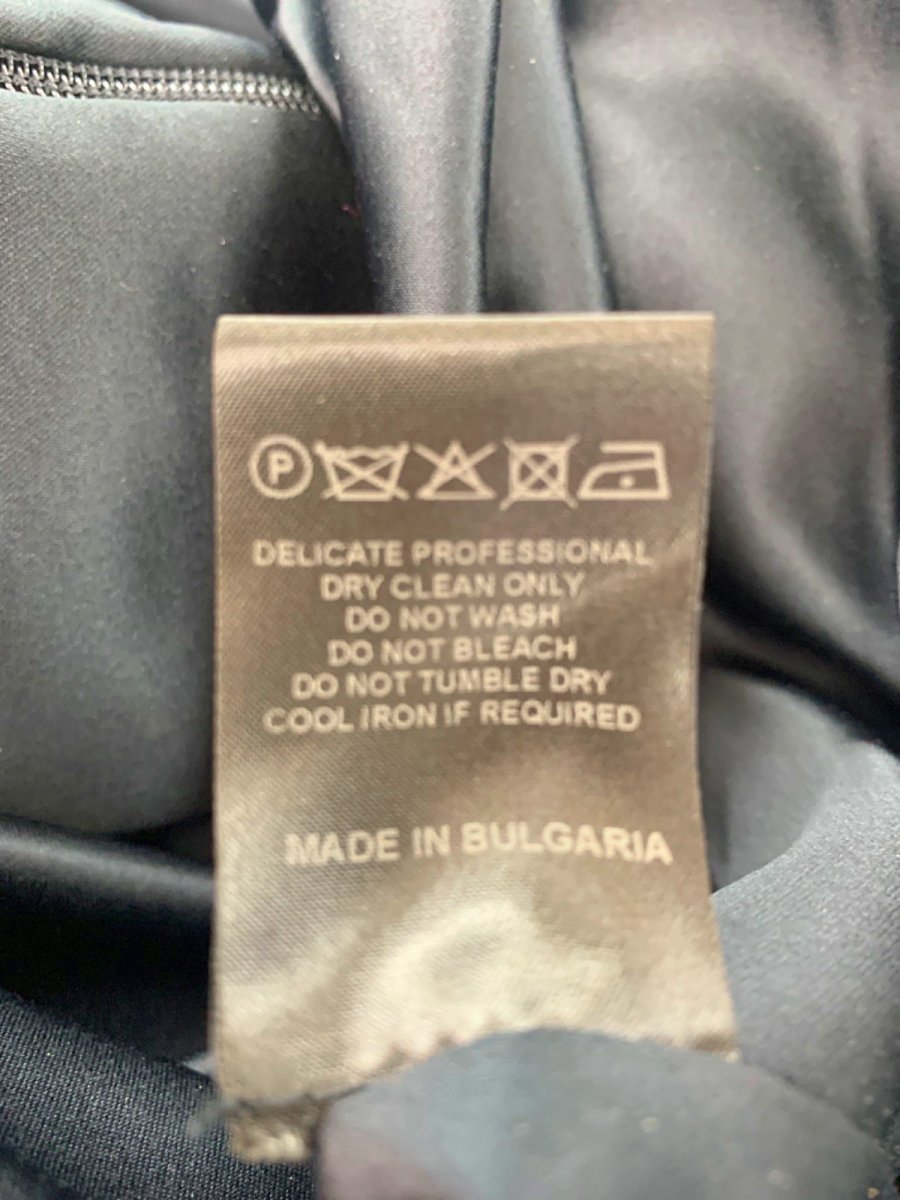 P
DELICATE PROFESSIONAL
DRY CLEAN ONLY
DO NOT WASH
DO NOT BLEACH
DO NOT TUMBLE DRY
COOL IRON IF REQUIRED
MADE IN BULGARIA